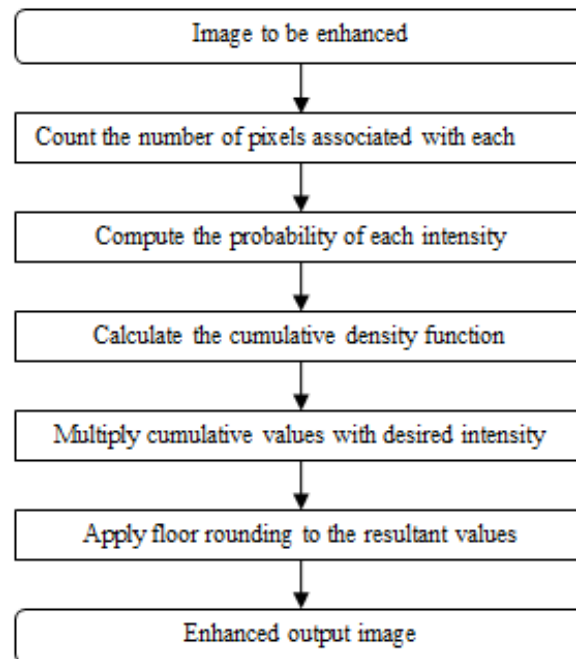 Image to be enhanced
Count the number of pixels associated with each
Compute the probability of each intensity
Calculate the cumulative density function
Multiply cumulative values with desired intensity
Apply floor rounding to the resultant values
Enhanced output image